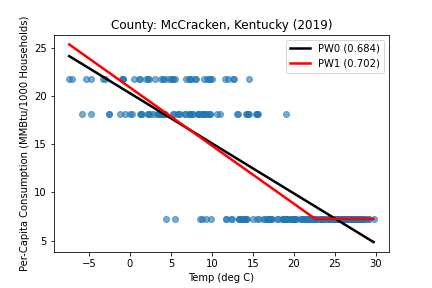 County: McCracken, Kentucky (2019)
Per-Capita Consumption (MMBtu/1000 Households)
25
20
15
10
5
PW0 (0.684)
PW1 (0.702)
−5 0 5 10 15 20 25 30
Temp (deg C)